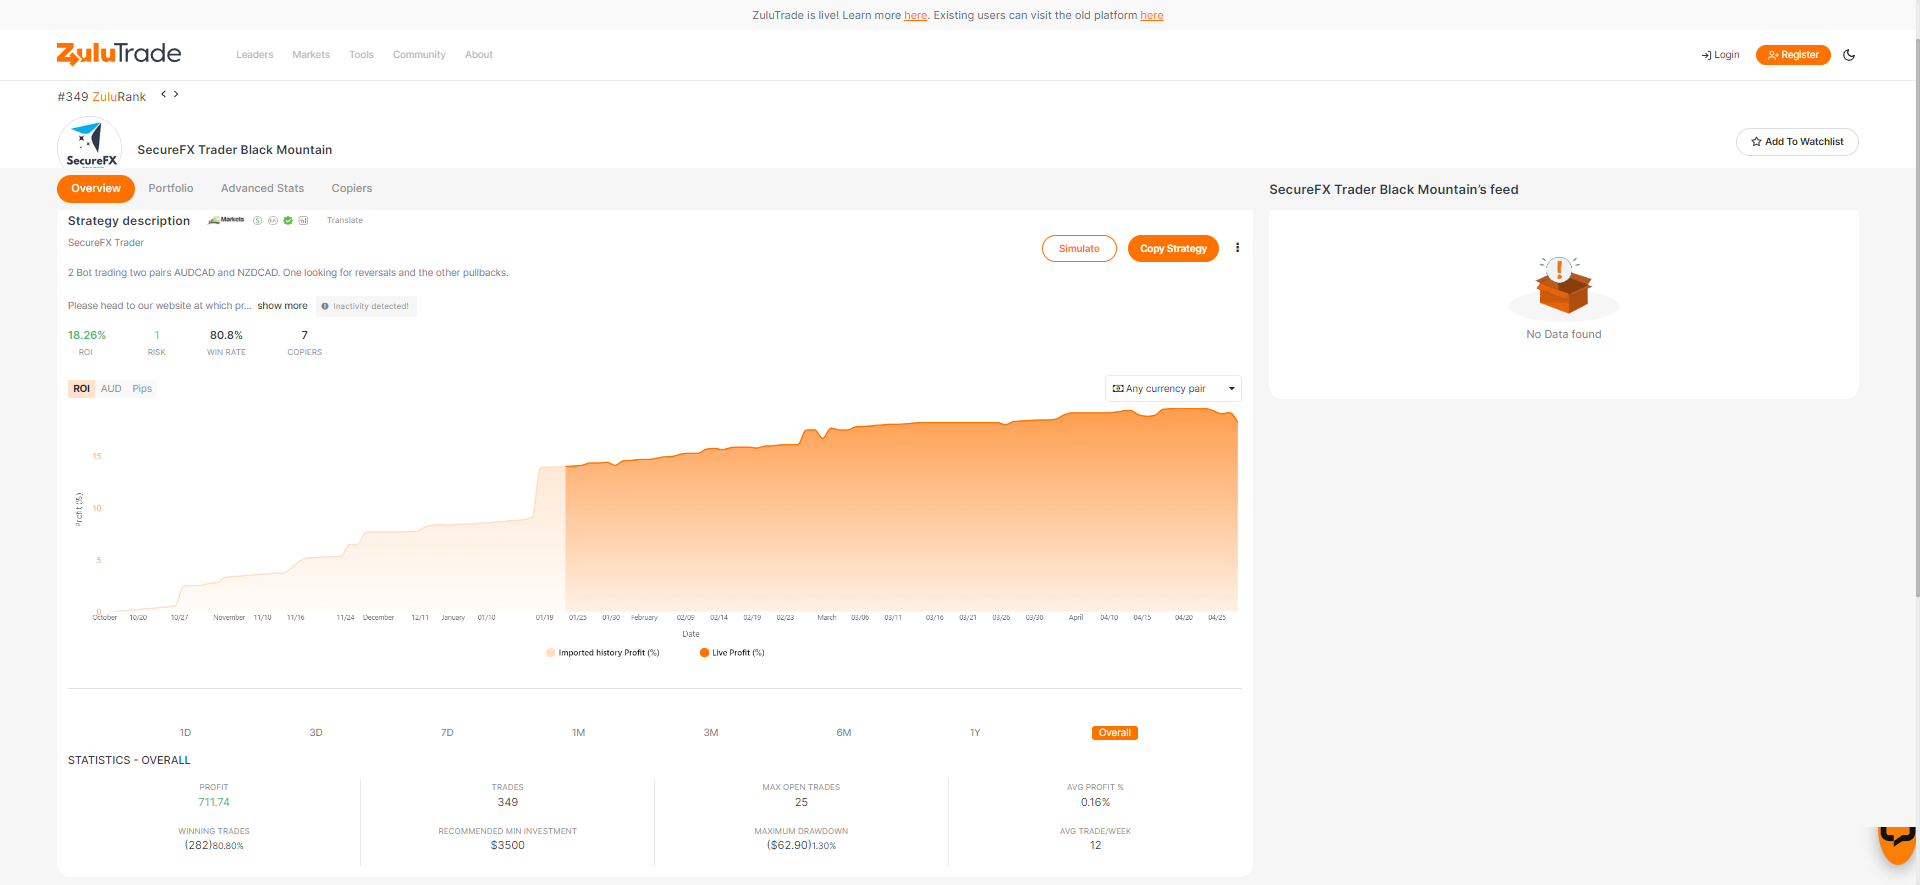 ZuluTrade is live! Learn more here. Existing users can visit the old platform here
ZuluTrade
Leaders Markets Tools Community About
Login Register
#349 ZuluRank < >
SecureFX
SecureFX Trader Black Mountain
Add To Watchlist
Overview Portfolio Advanced Stats Copiers
SecureFX Trader Black Mountain's feed
Strategy description Markets EA Translate
SecureFX Trader
Simulate Copy Strategy
2 Bot trading two pairs AUDCAD and NZDCAD. One looking for reversals and the other pullbacks.
Please head to our website at which pr... show more Inactivity detected!
No Data found
18.26% 1 80.8% 7
ROI RISK WIN RATE COPIERS
ROI AUD Pips
Any currency pair
15
10
5
0
Profit (%)
October 10/20 10/27 November 11/10 11/16 11/24 December 12/11 January 01/10 01/19 01/25 01/30 February 02/09 02/14 02/19 02/23 March 03/06 03/11 03/16 03/21 03/26 03/30 April 04/10 04/15 04/20 04/25
Date
Imported history Profit (%) Live Profit (%)
1D 3D 7D 1M 3M 6M 1Y Overall
STATISTICS - OVERALL
PROFIT TRADES MAX OPEN TRADES AVG PROFIT %
711.74 349 25 0.16%
WINNING TRADES RECOMMENDED MIN INVESTMENT MAXIMUM DRAWDOWN AVG TRADE/WEEK
(282)80.80% $3500 ($62.90)1.30% 12